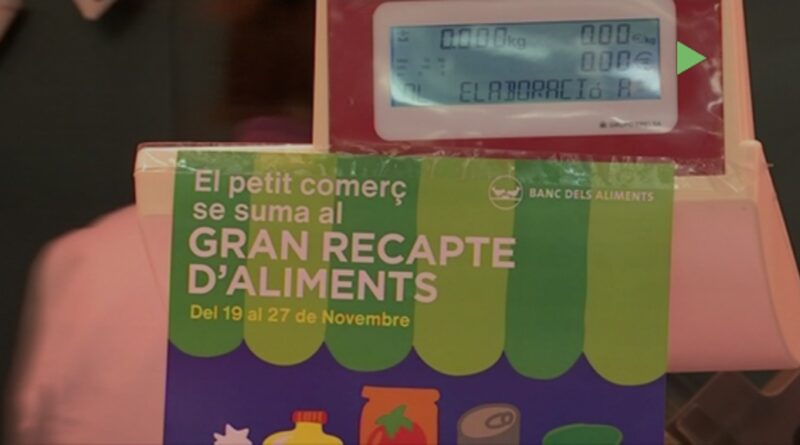 0.000kg 0.00€/kg
0.00€
ELABORACIÓ A
El petit comerç
se suma al
GRAN RECAPTE
D'ALIMENTS
Del 19 al 27 de Novembre
BANC DELS ALIMENTS